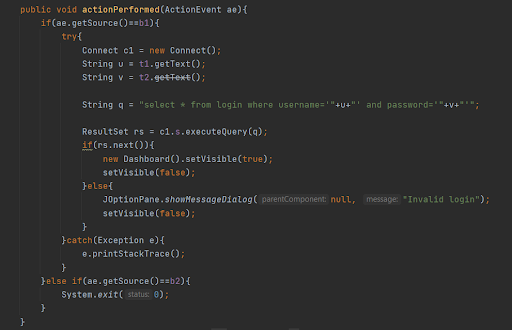 public void actionPerformed(ActionEvent ae){
if(ae.getSource()==b1){
try{
Connect c1 = new Connect();
String u = t1.getText();
String v = t2.getText();
String q = "select * from login where username='"+u+"' and password='"+v+"'";
ResultSet rs = c1.s.executeQuery(q);
if(rs.next()){
new Dashboard().setVisible(true);
setVisible(false);
}else{
JOptionPane.showMessageDialog( parentComponent: null, message: "Invalid login");
setVisible(false);
}
}catch(Exception e){
e.printStackTrace();
}
}else if(ae.getSource()==b2){
System.exit( status: 0);
}
}